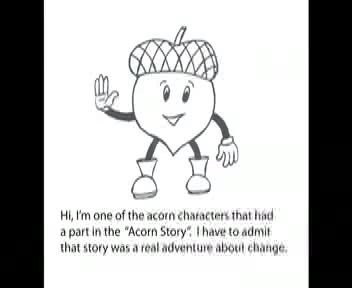 Hi, I'm one of the acorn characters that had
a part in the "Acorn Story". I have to admit
that story was a real adventure about change.